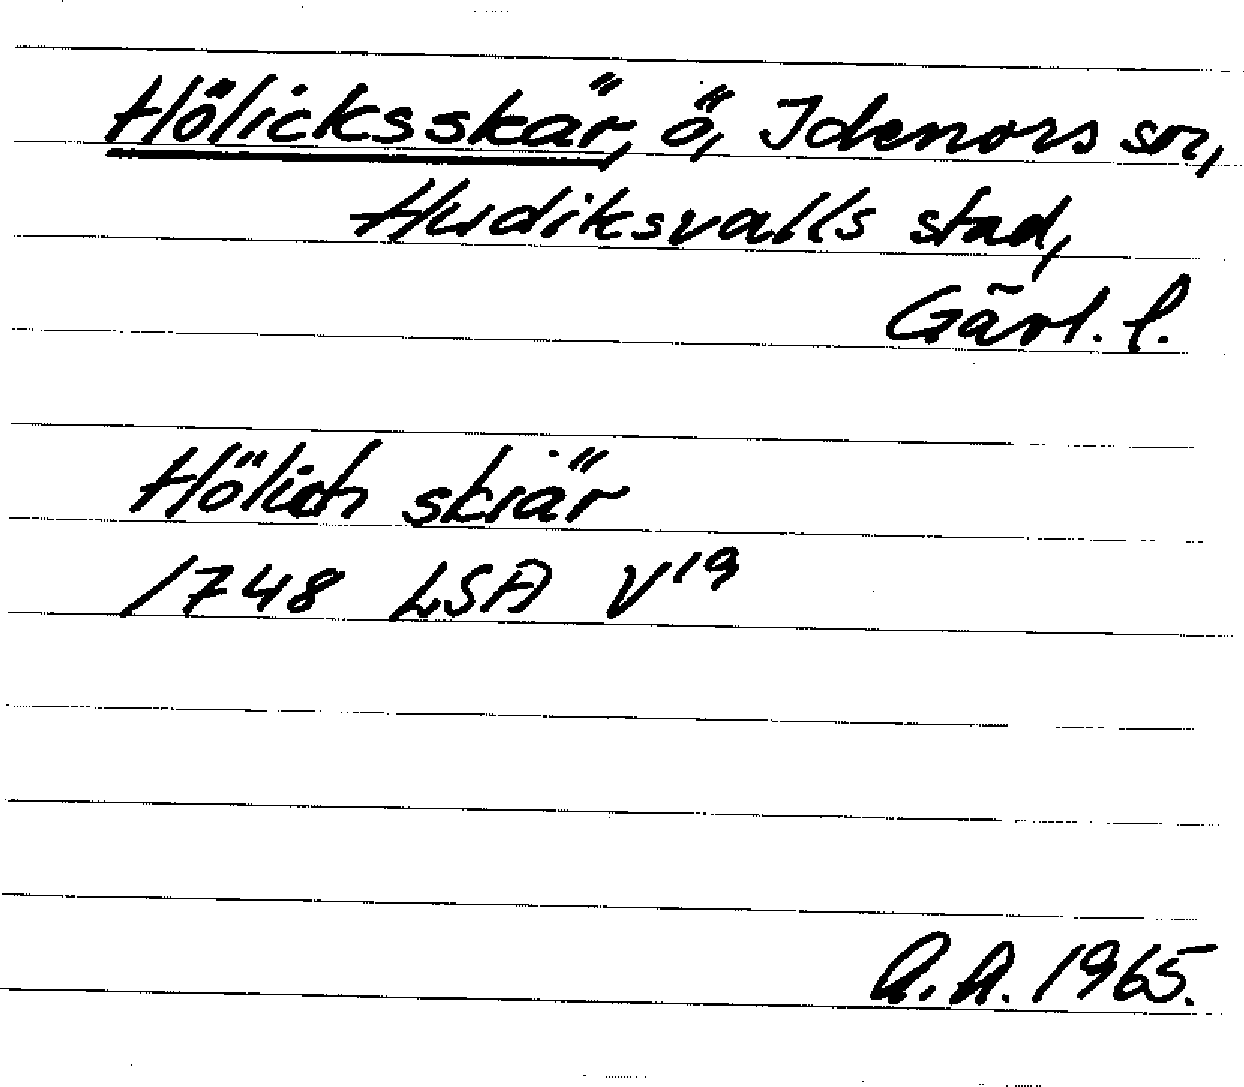 Hölicksskär, ö, Idenors sn,
Hudiksvalls stad,
Gävl. l.
Hölich skiär
1748 LSA V¹⁹
A.A. 1965.